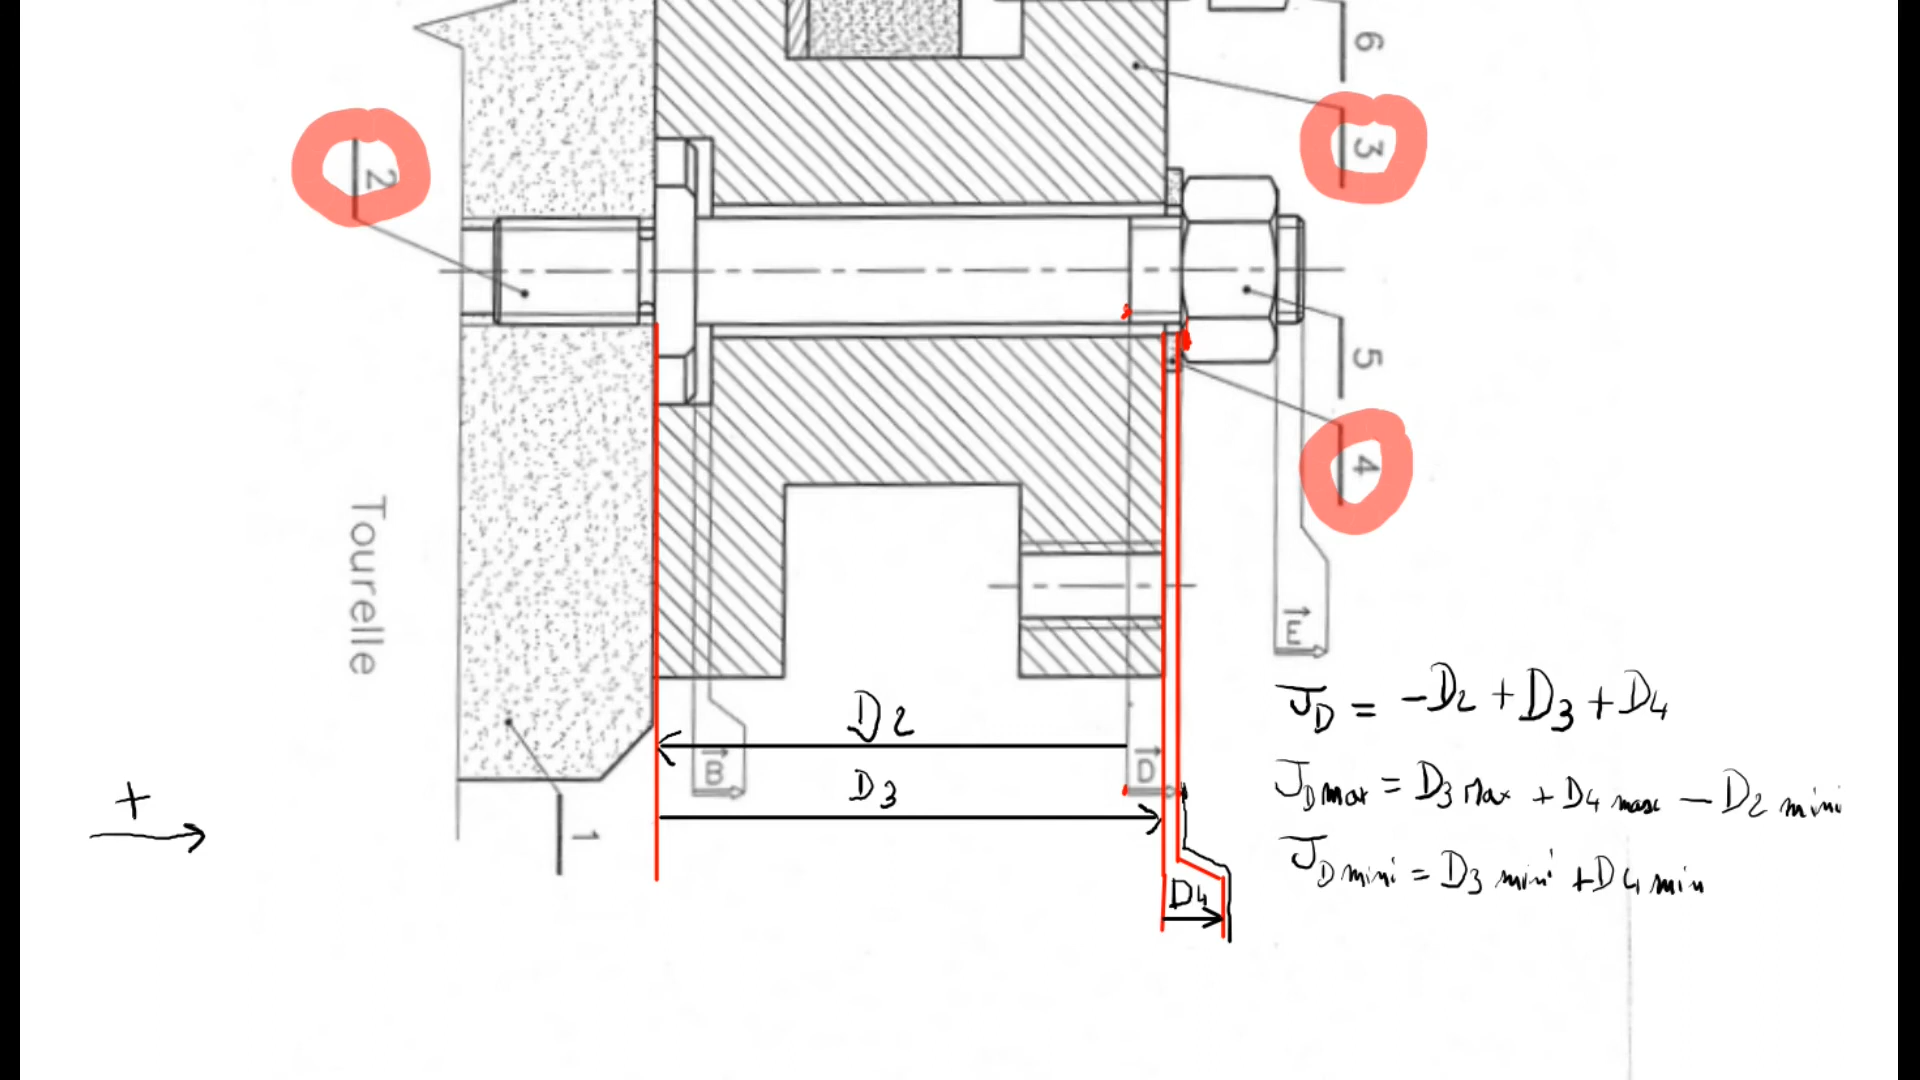 6
3
2
5
4
Tourelle
E
J_D = -D2 + D3 + D4
D2
B
D
J_D max = D3 Max + D4 max - D2 mini
D3
+
1
J_D mini = D3 mini + D4 min
D4